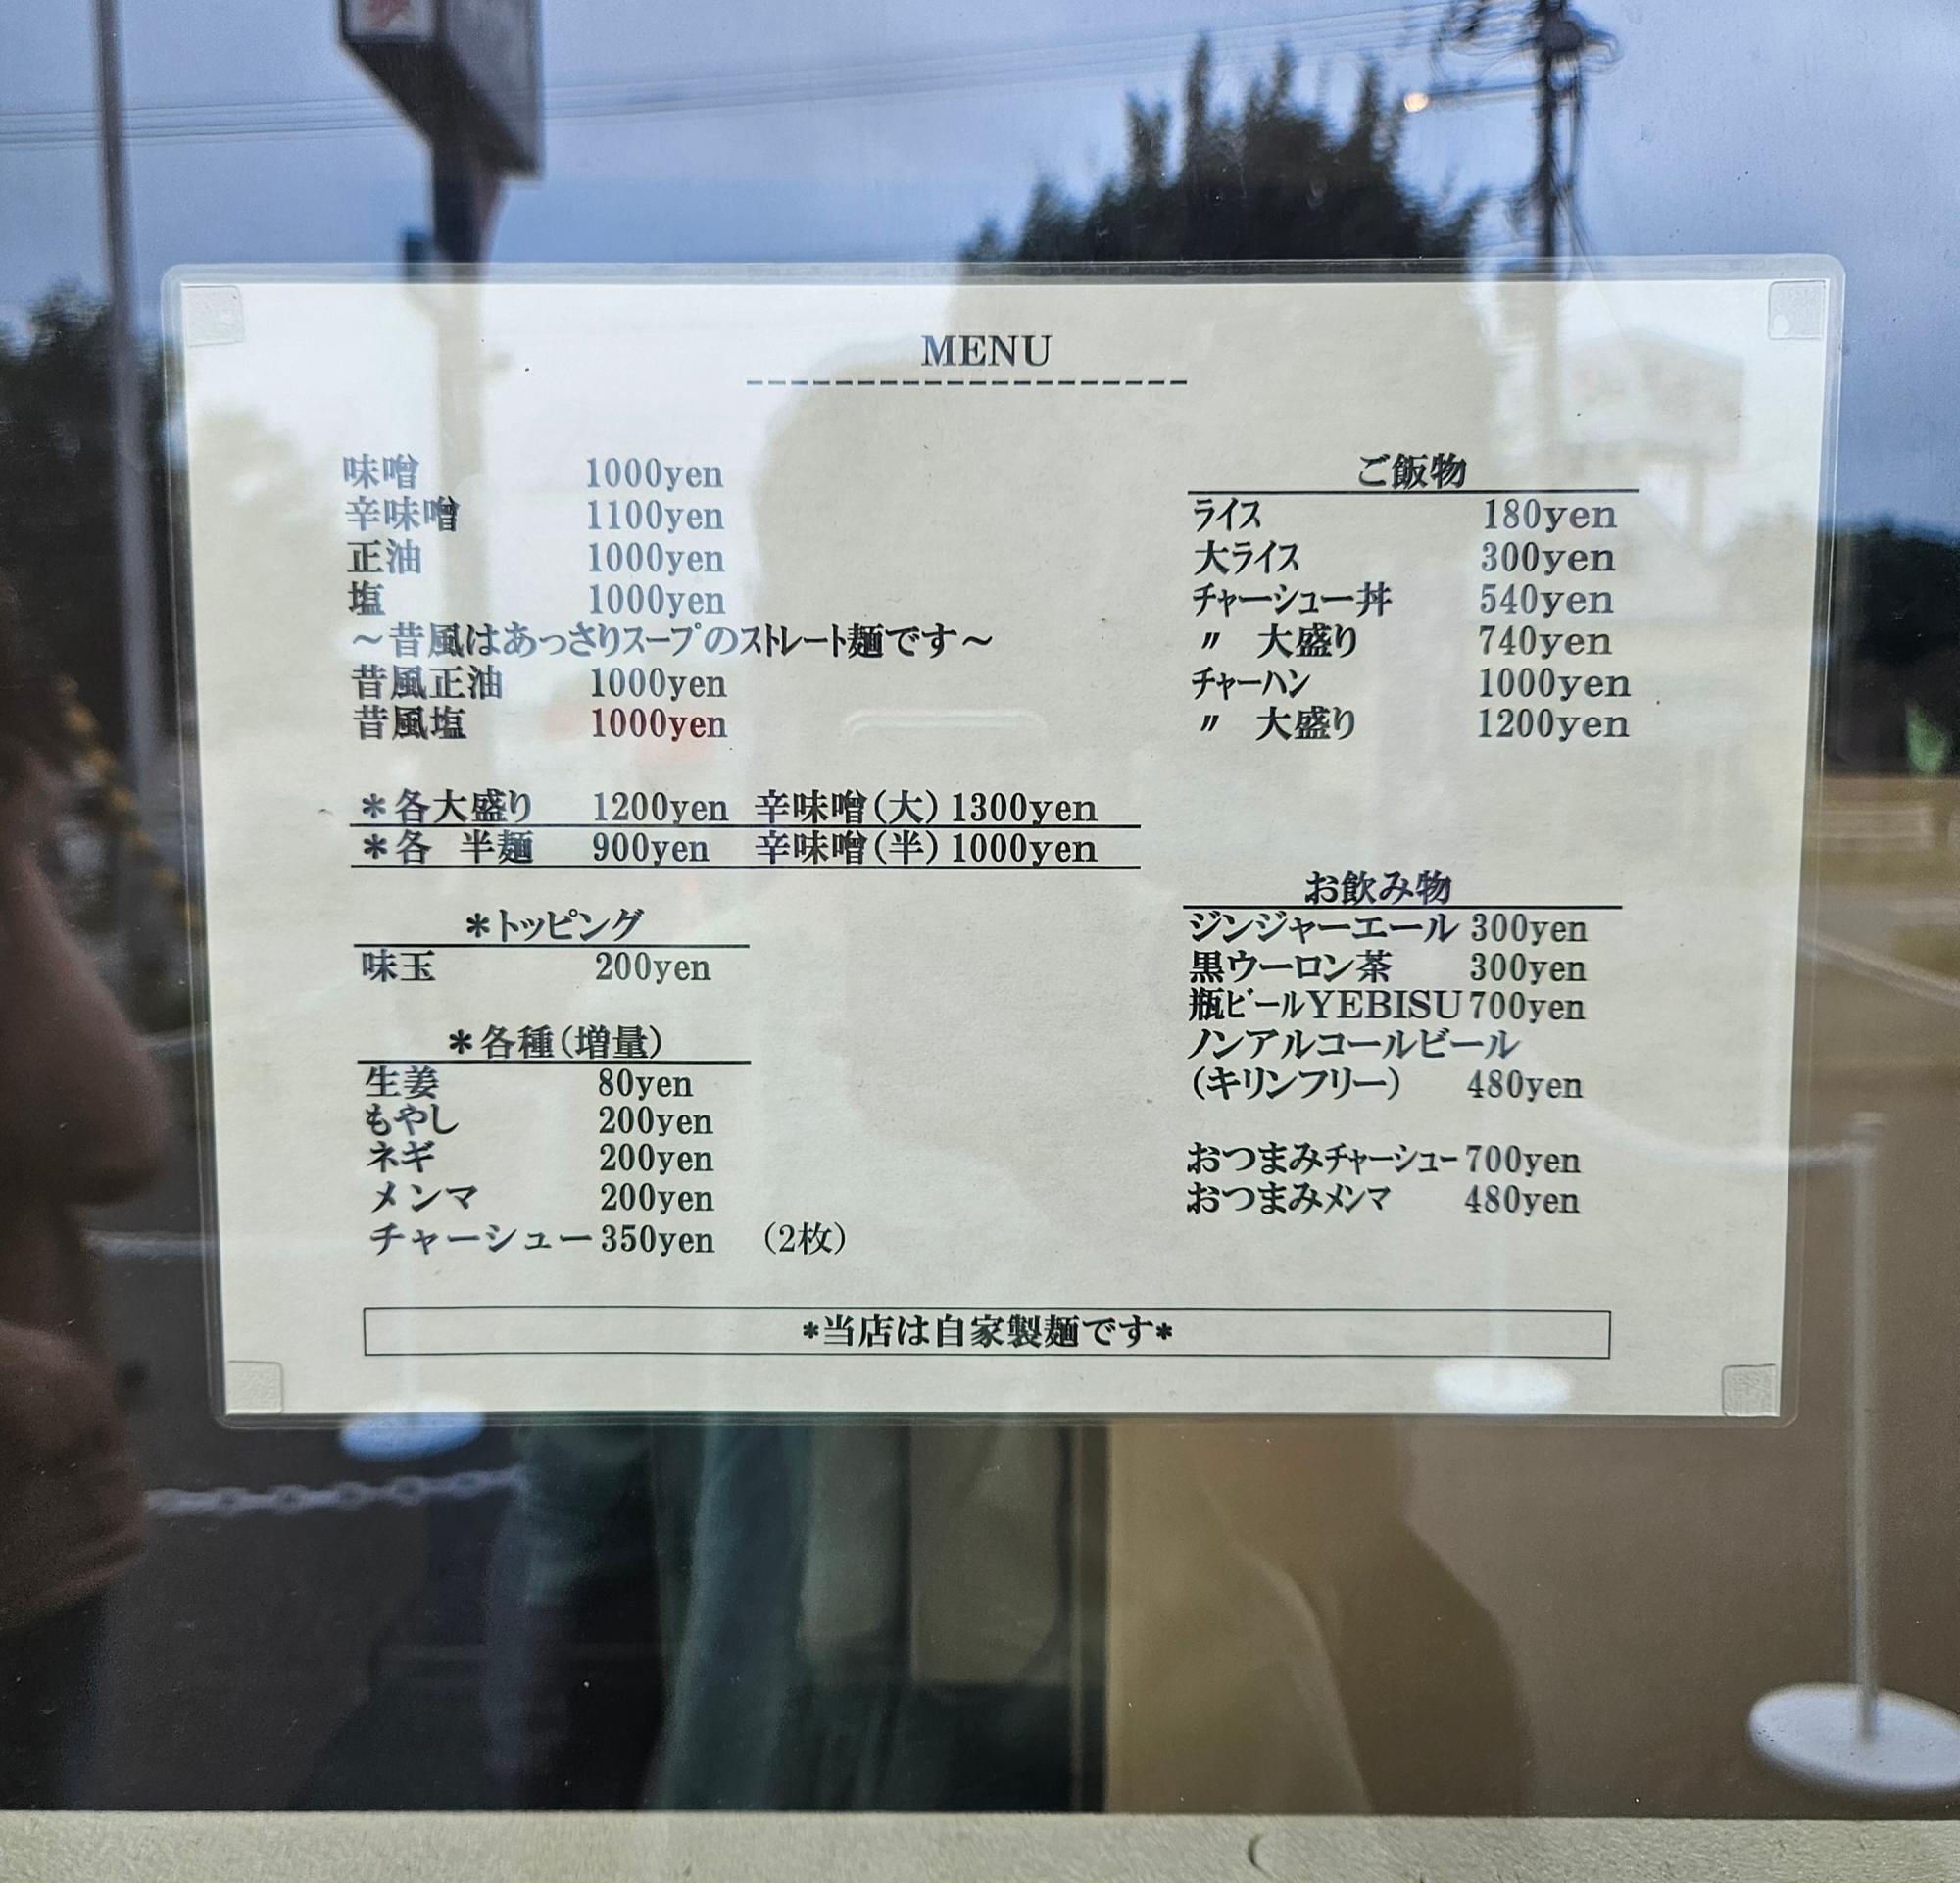 MENU
味噌 1000yen
辛味噌 1100yen
正油 1000yen
塩 1000yen
～昔風はあっさりスープのストレート麺です～
昔風正油 1000yen
昔風塩 1000yen
＊各大盛り 1200yen 辛味噌(大) 1300yen
＊各 半麺 900yen 辛味噌(半) 1000yen
＊トッピング
味玉 200yen
＊各種(増量)
生姜 80yen
もやし 200yen
ネギ 200yen
メンマ 200yen
チャーシュー 350yen (2枚)
ご飯物
ライス 180yen
大ライス 300yen
チャーシュー丼 540yen
〃 大盛り 740yen
チャーハン 1000yen
〃 大盛り 1200yen
お飲み物
ジンジャーエール 300yen
黒ウーロン茶 300yen
瓶ビールYEBISU 700yen
ノンアルコールビール
(キリンフリー) 480yen
おつまみチャーシュー 700yen
おつまみメンマ 480yen
*当店は自家製麺です*